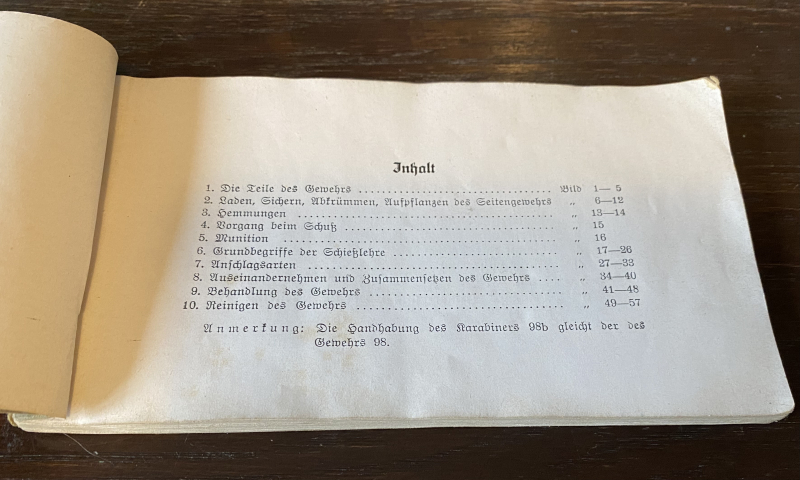 Inhalt
1. Die Teile des Gewehrs ........................... Bild 1—5
2. Laden, Sichern, Abkrümmen, Aufpflanzen des Seitengewehrs „ 6—12
3. Hemmungen ........................... „ 13—14
4. Vorgang beim Schuß ........................... „ 15
5. Munition ........................... „ 16
6. Grundbegriffe der Schießlehre ........................... „ 17—26
7. Anschlagsarten ........................... „ 27—33
8. Auseinandernehmen und Zusammensetzen des Gewehrs .... „ 34—40
9. Behandlung des Gewehrs ........................... „ 41—48
10. Reinigen des Gewehrs ........................... „ 49—57
Anmerkung: Die Handhabung des Karabiners 98b gleicht der des
Gewehrs 98.